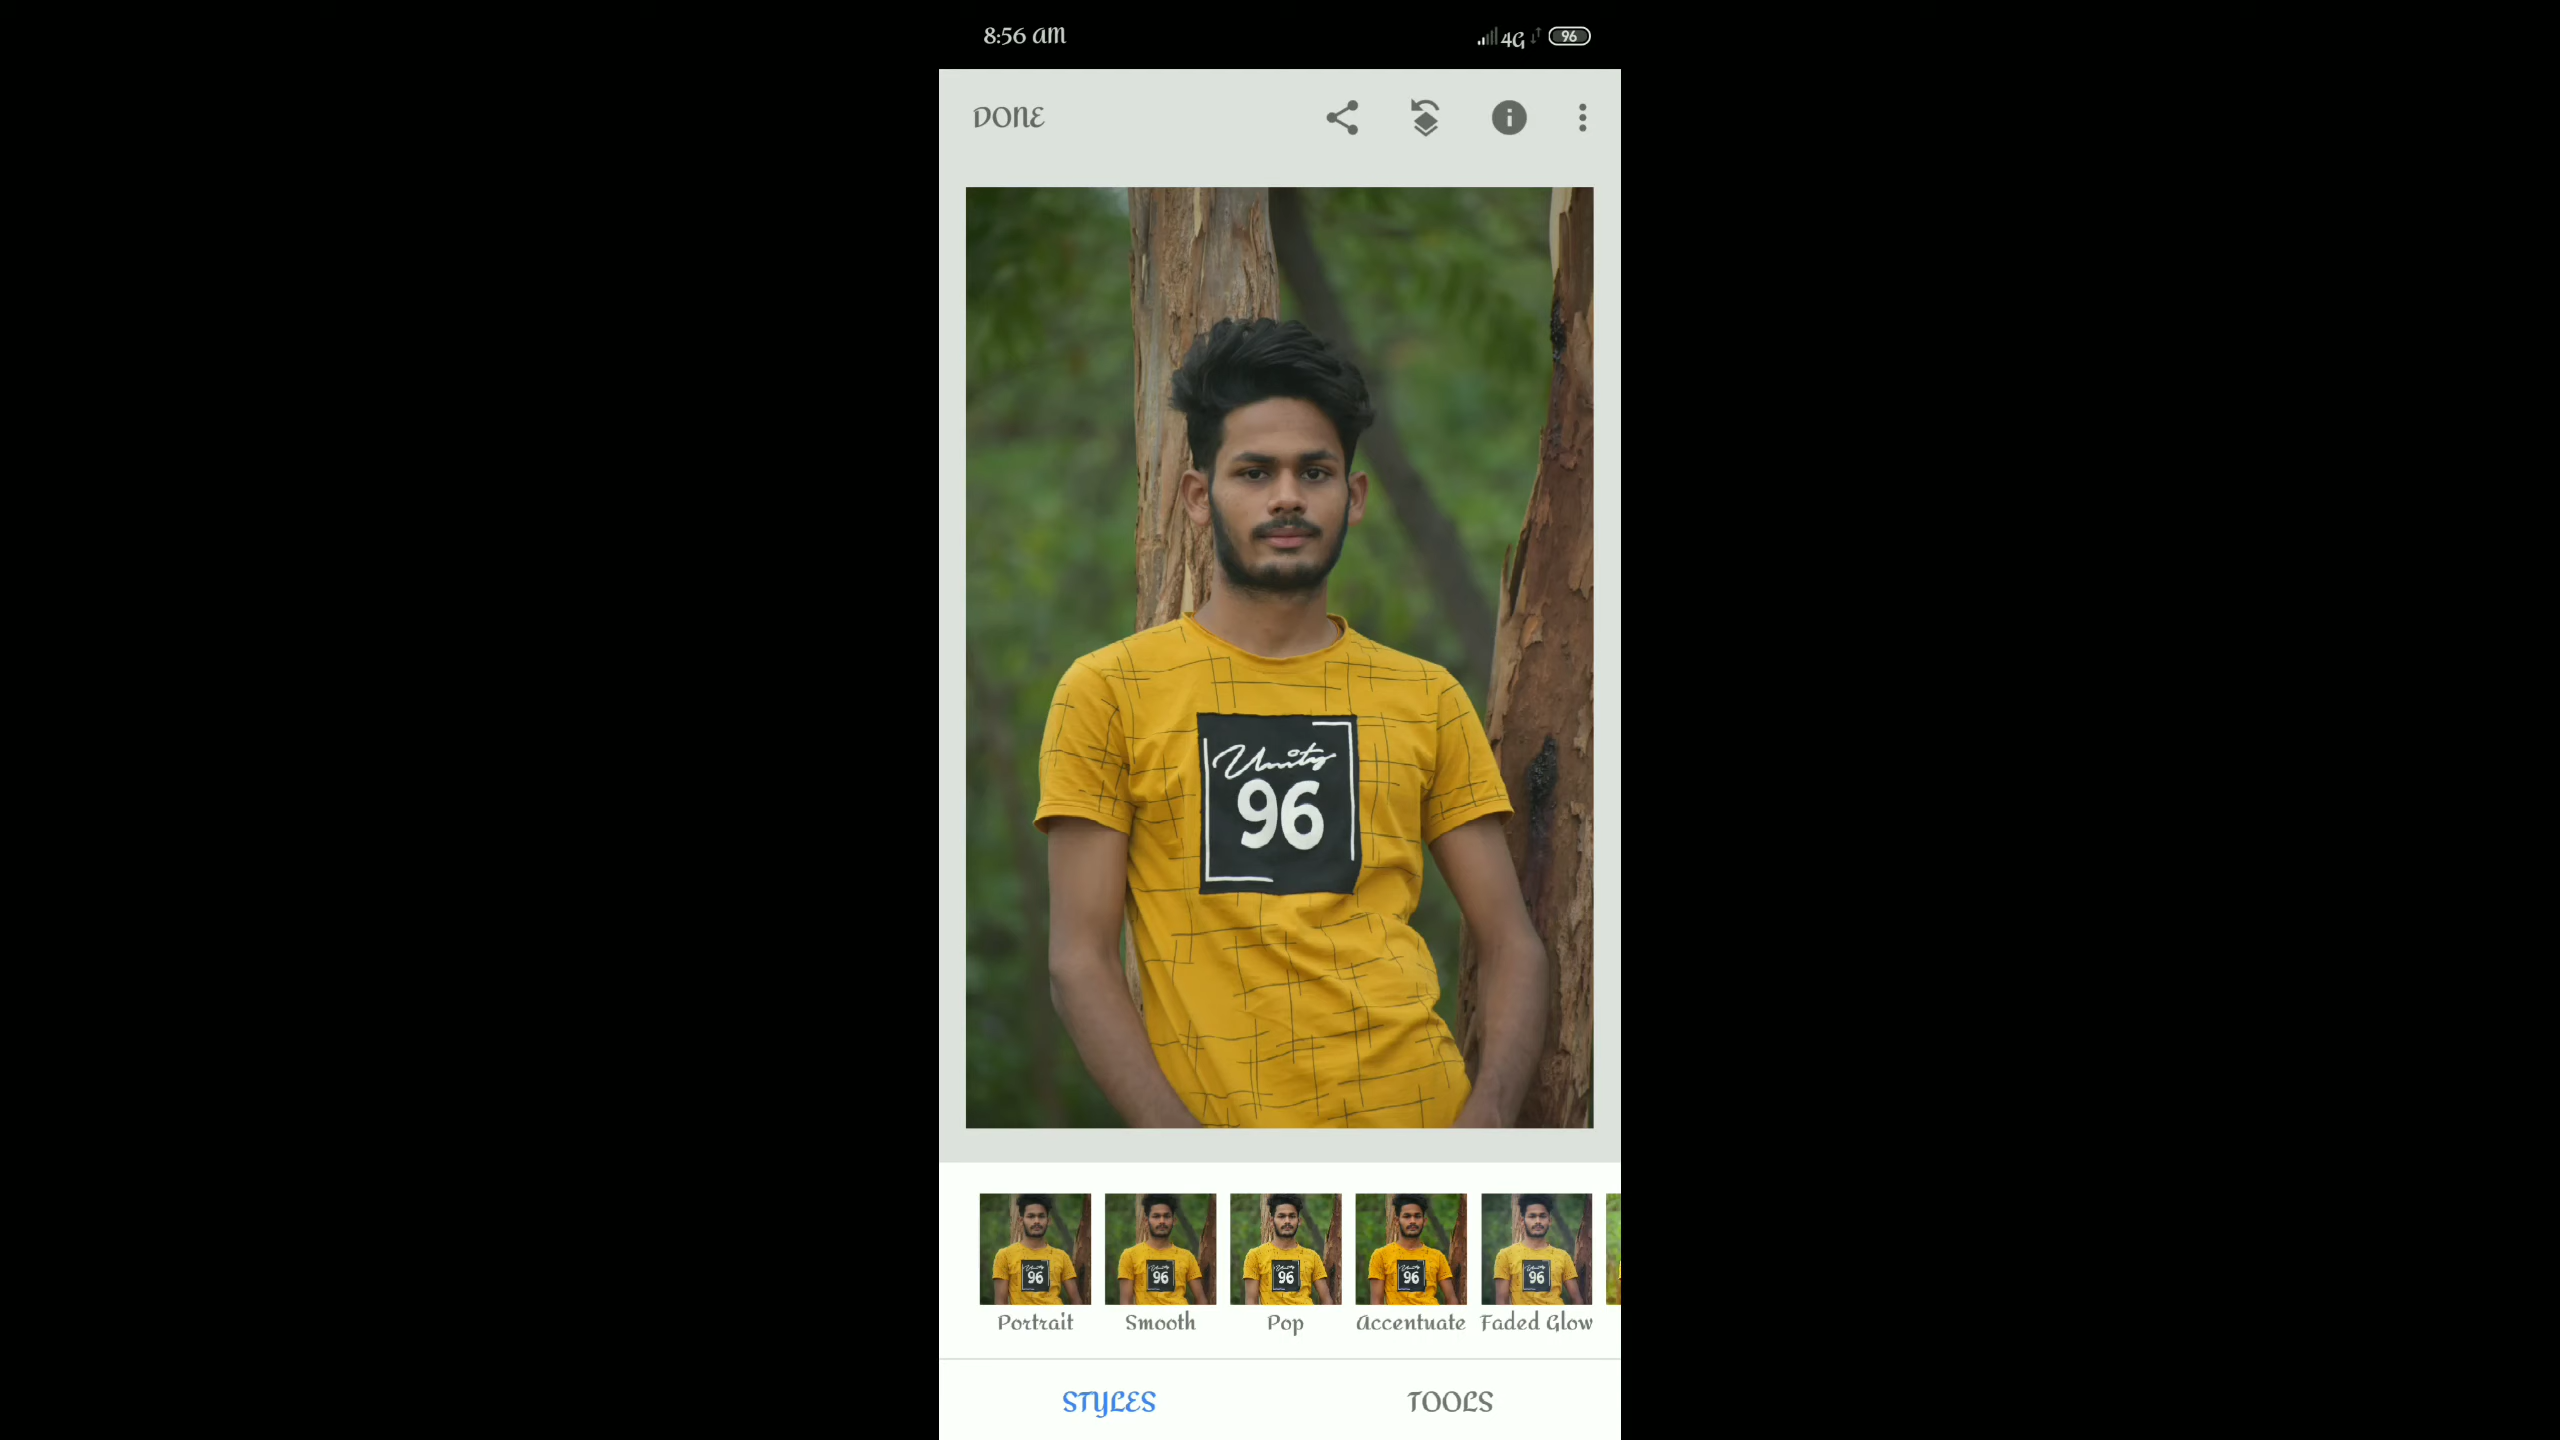 8:56 am
4G
96
DONE
Unity
96
Portrait
Smooth
Pop
Accentuate
Faded Glow
STYLES
TOOLS